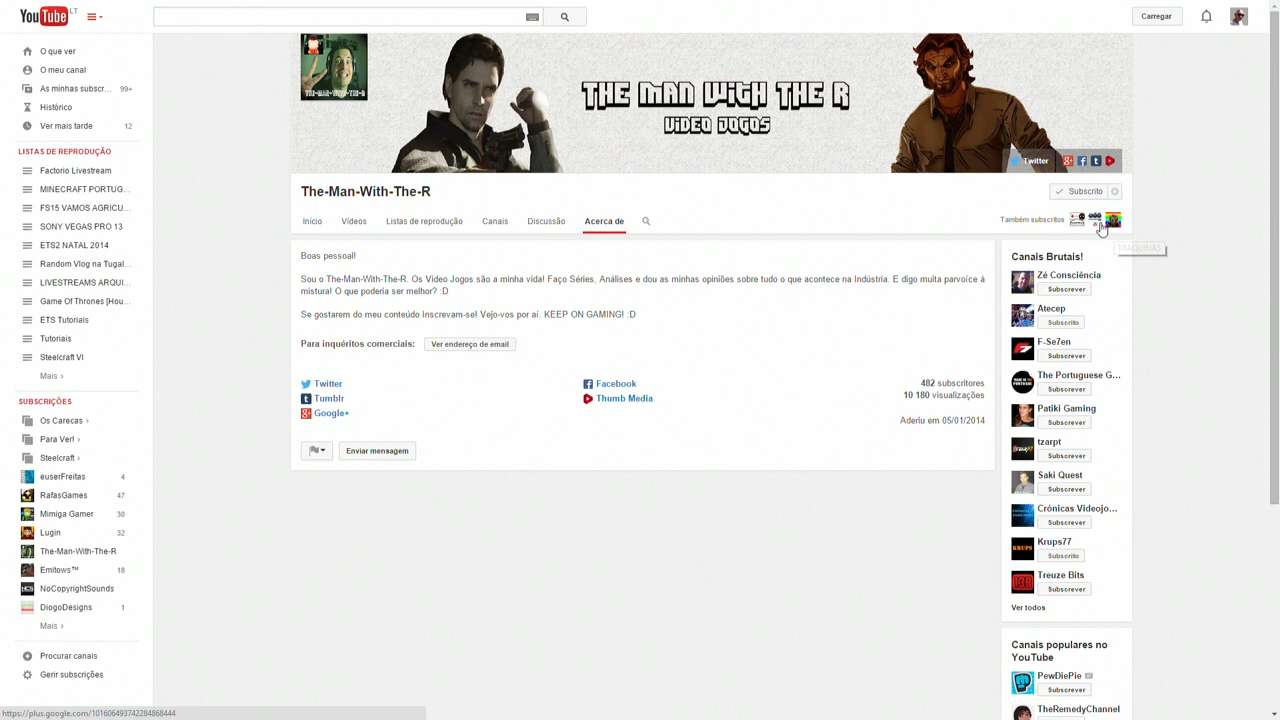 YouTube LT
Carregar
O que ver
O meu canal
As minhas subscr... 99+
Histórico
Ver mais tarde 12
LISTAS DE REPRODUÇÃO
Factorio Livestream
MINECRAFT PORTUG...
FS15 VAMOS AGRICU...
SONY VEGAS PRO 13
ETS2 NATAL 2014
Random Vlog na Tugal...
LIVESTREAMS ARQUI...
Game Of Thrones [Hou...
ETS Tutoriais
Tutoriais
Steelcraft VI
Mais ›
SUBSCRIÇÕES
Os Carecas ›
Para Ver! ›
Steelcraft ›
euserFreitas 4
RafasGames 47
Mimiga Gamer 30
Lugin 32
The-Man-With-The-R
Emitows™ 18
NoCopyrightSounds
DiogoDesigns 1
Mais ›
Procurar canais
Gerir subscrições
THE-MAN-WITH-THE-R
THE MAN WITH THE R
VIDEO JOGOS
Twitter
The-Man-With-The-R
Subscrito
Início Vídeos Listas de reprodução Canais Discussão Acerca de
Também subscritos
TRAQUINAS
Boas pessoal!
Sou o The-Man-With-The-R. Os Video Jogos são a minha vida! Faço Séries, Análises e dou as minhas opiniões sobre tudo o que acontece na Indústria. E digo muita parvoíce à
mistura! O que poderia ser melhor? :D
Se gostarem do meu conteúdo Inscrevam-se! Vejo-vos por aí. KEEP ON GAMING! :D
Para inquéritos comerciais: Ver endereço de email
Twitter
Tumblr
Google+
Facebook
Thumb Media
482 subscritores
10 180 visualizações
Aderiu em 05/01/2014
Enviar mensagem
Canais Brutais!
Zé Consciência
Subscrever
Atecep
Subscrito
F-Se7en
Subscrever
The Portuguese G...
Subscrever
Patiki Gaming
Subscrever
tzarpt
Subscrever
Saki Quest
Subscrever
Crónicas Videojo...
Subscrever
Krups77
Subscrito
KRUPS
Treuze Bits
Subscrever
Ver todos
Canais populares no
YouTube
PewDiePie
Subscrever
TheRemedyChannel
https://plus.google.com/101606493742284868444